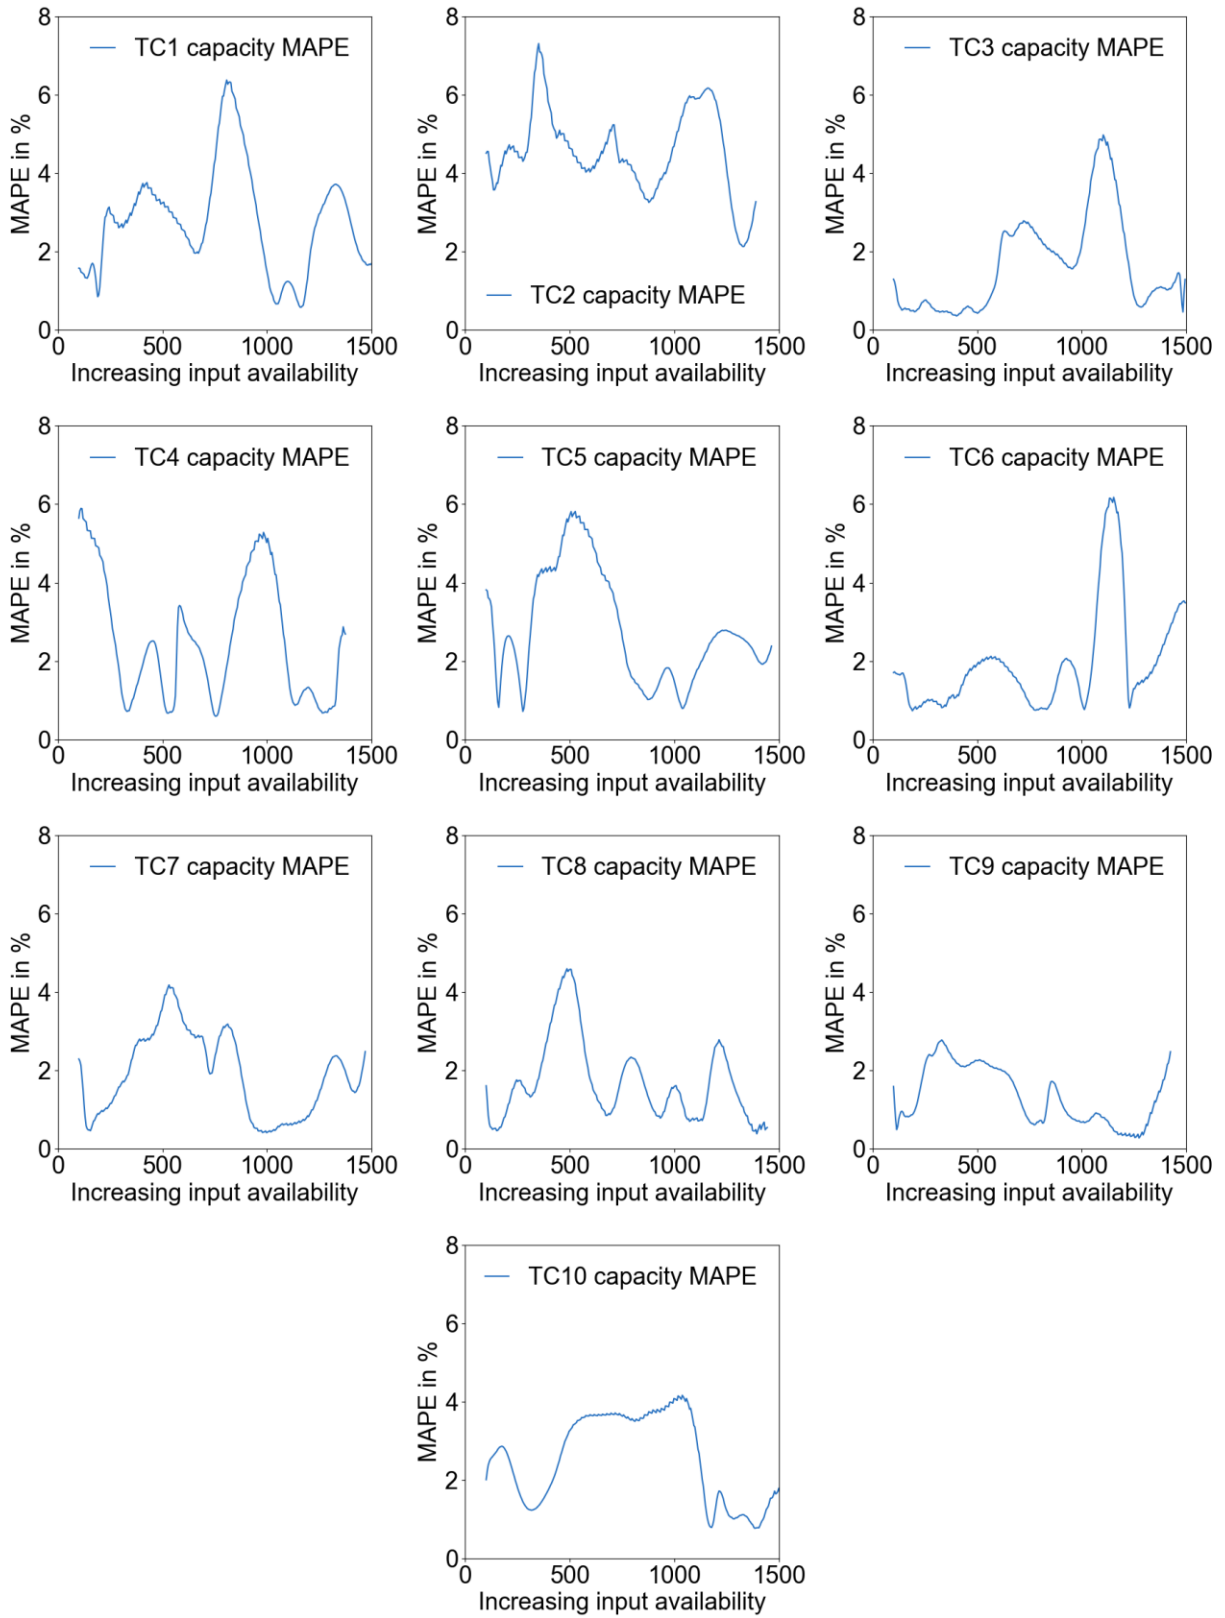 8
6
4
2
0
MAPE in %
TC1 capacity MAPE
0 500 1000 1500
Increasing input availability
8
6
4
2
0
MAPE in %
TC2 capacity MAPE
0 500 1000 1500
Increasing input availability
8
6
4
2
0
MAPE in %
TC3 capacity MAPE
0 500 1000 1500
Increasing input availability
8
6
4
2
0
MAPE in %
TC4 capacity MAPE
0 500 1000 1500
Increasing input availability
8
6
4
2
0
MAPE in %
TC5 capacity MAPE
0 500 1000 1500
Increasing input availability
8
6
4
2
0
MAPE in %
TC6 capacity MAPE
0 500 1000 1500
Increasing input availability
8
6
4
2
0
MAPE in %
TC7 capacity MAPE
0 500 1000 1500
Increasing input availability
8
6
4
2
0
MAPE in %
TC8 capacity MAPE
0 500 1000 1500
Increasing input availability
8
6
4
2
0
MAPE in %
TC9 capacity MAPE
0 500 1000 1500
Increasing input availability
8
6
4
2
0
MAPE in %
TC10 capacity MAPE
0 500 1000 1500
Increasing input availability